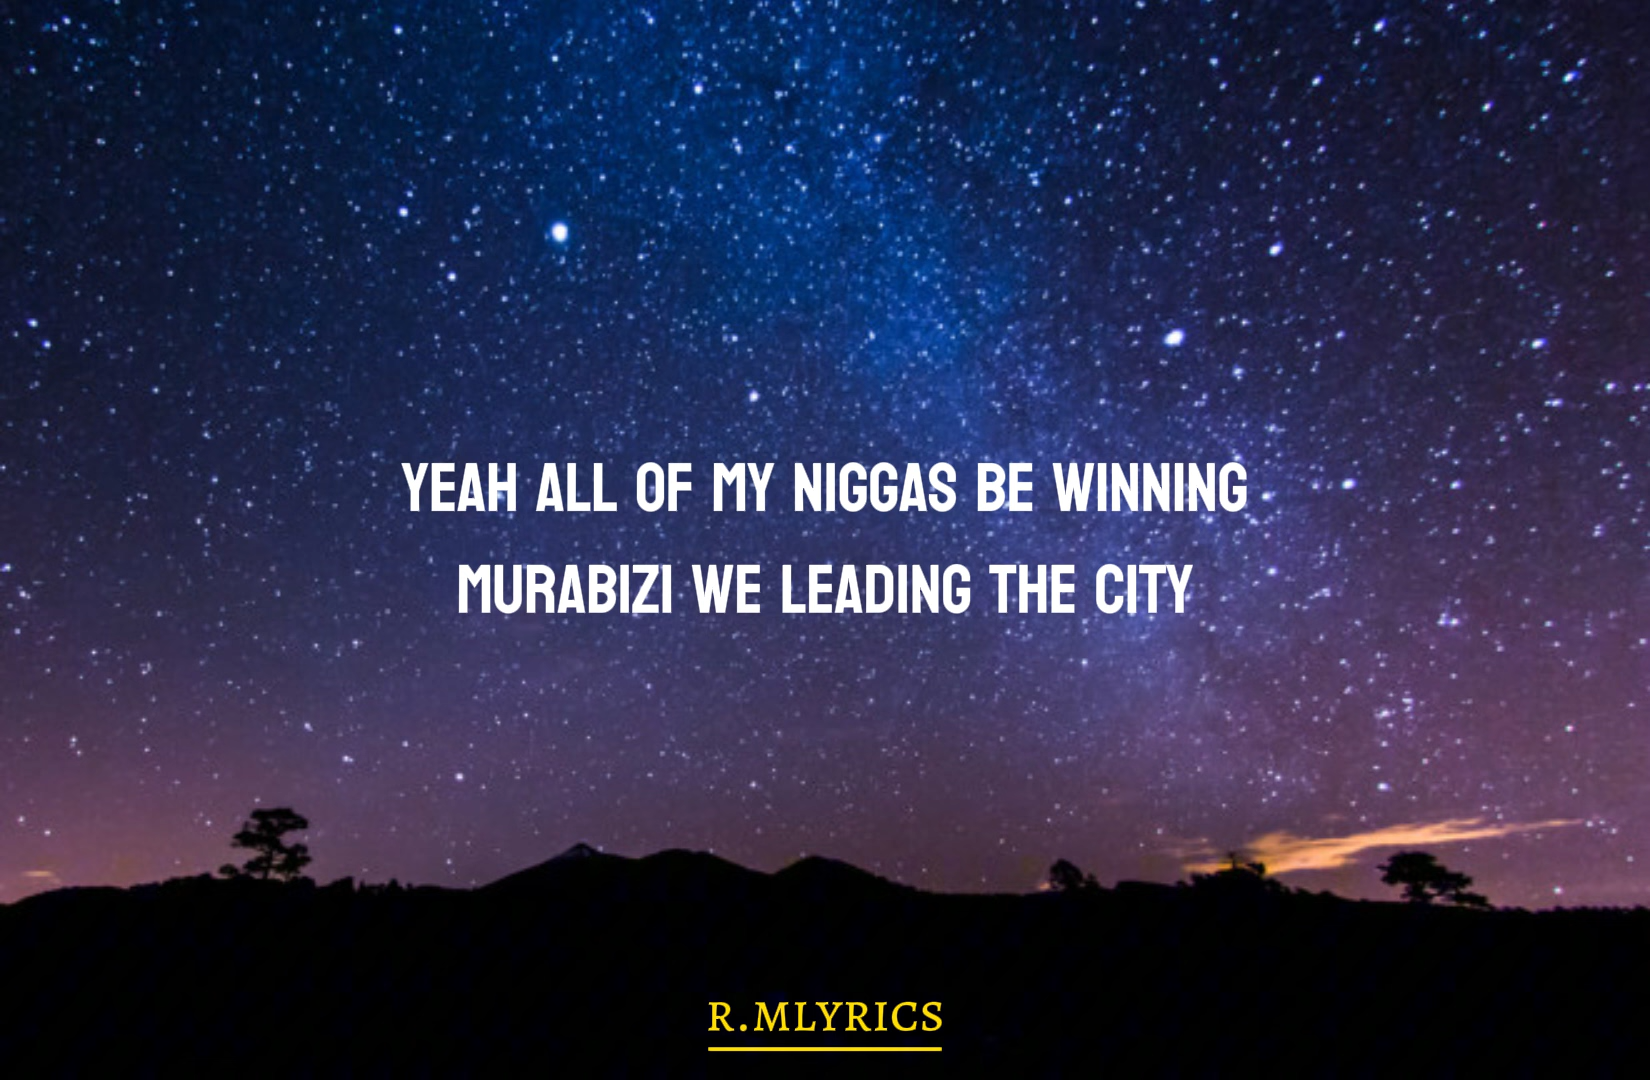 YEAH ALL OF MY NIGGAS BE WINNING
MURABIZI WE LEADING THE CITY
R.MLYRICS